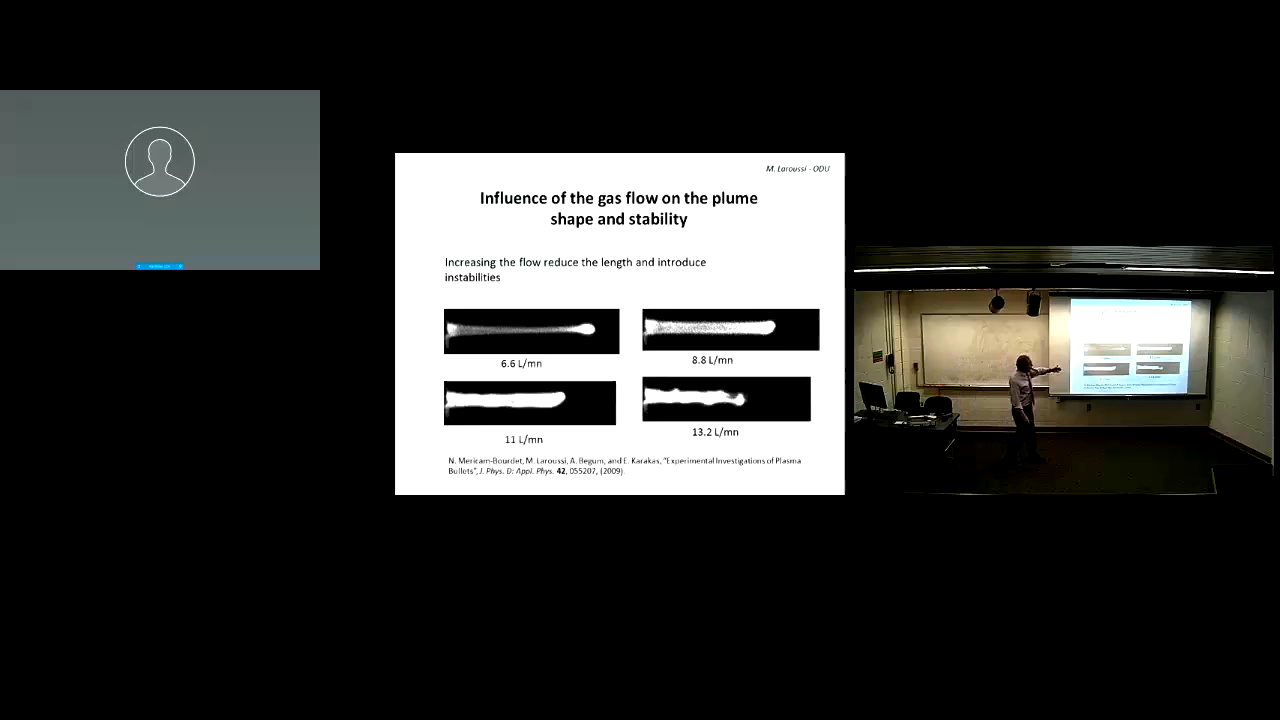 M. Laroussi - ODU
Influence of the gas flow on the plume
shape and stability
Increasing the flow reduce the length and introduce
instabilities
6.6 L/mn
8.8 L/mn
11 L/mn
13.2 L/mn
N. Mericam-Bourdet, M. Laroussi, A. Begum, and E. Karakas, "Experimental Investigations of Plasma
Bullets", J. Phys. D: Appl. Phys. 42, 055207, (2009).